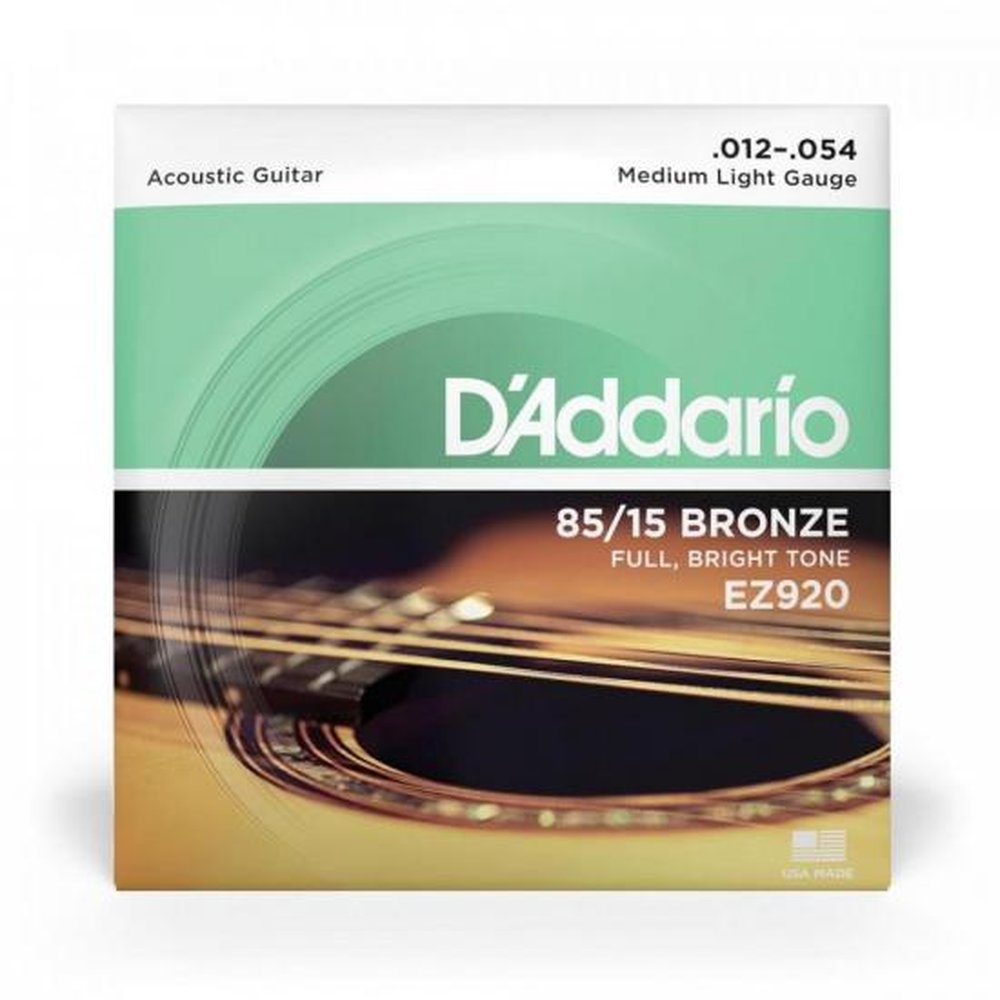 Acoustic Guitar
.012–.054
Medium Light Gauge
D'Addario
85/15 BRONZE
FULL, BRIGHT TONE
EZ920
USA MADE